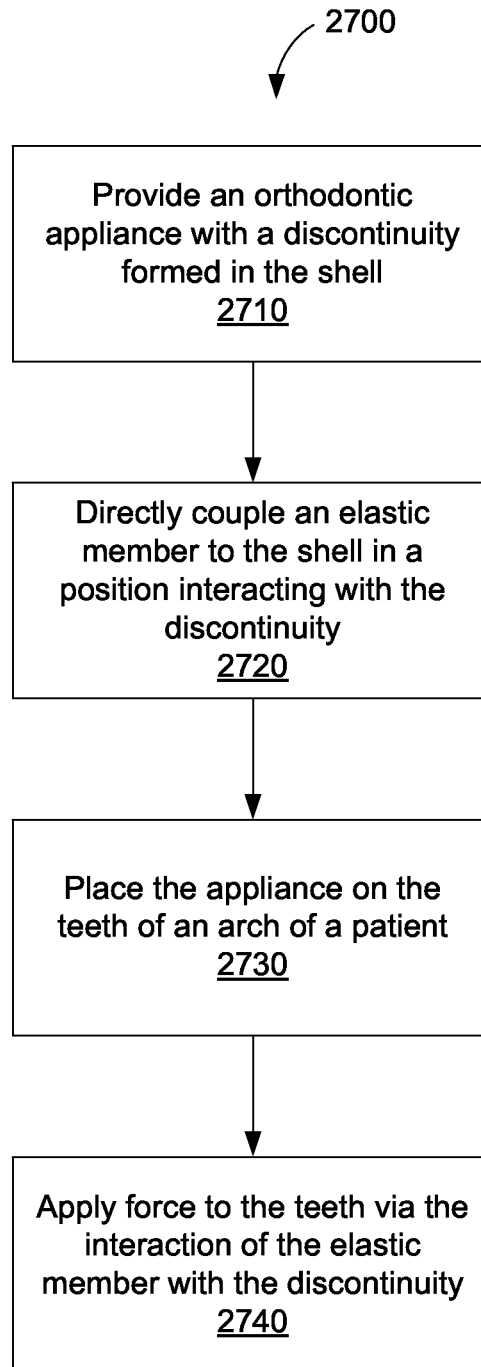 2700
Provide an orthodontic
appliance with a discontinuity
formed in the shell
2710
Directly couple an elastic
member to the shell in a
position interacting with the
discontinuity
2720
Place the appliance on the
teeth of an arch of a patient
2730
Apply force to the teeth via the
interaction of the elastic
member with the discontinuity
2740